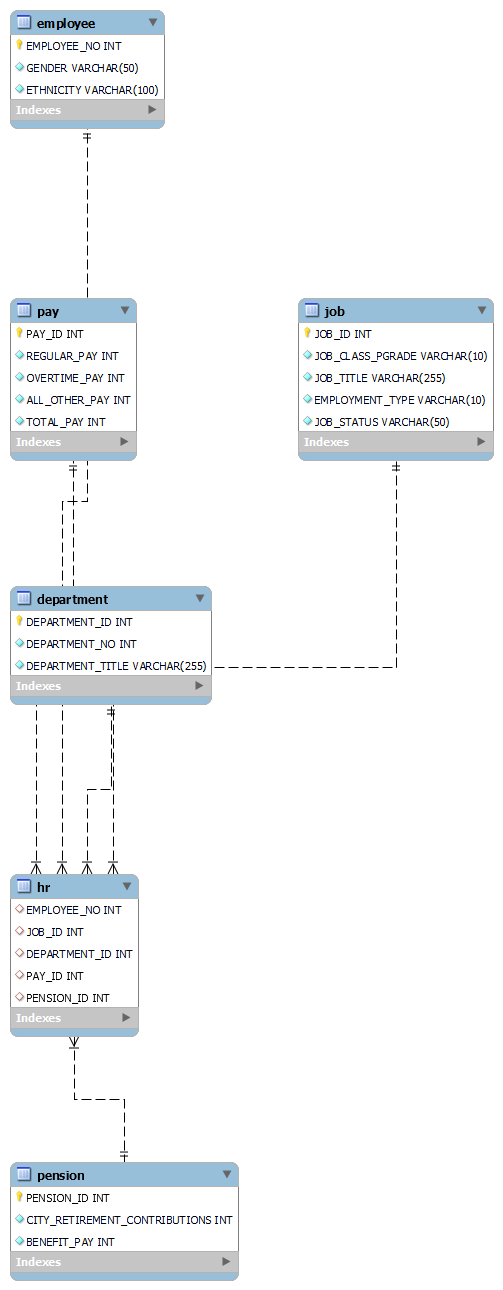 employee
EMPLOYEE_NO INT
GENDER VARCHAR(50)
ETHNICITY VARCHAR(100)
Indexes
pay
PAY_ID INT
REGULAR_PAY INT
OVERTIME_PAY INT
ALL_OTHER_PAY INT
TOTAL_PAY INT
Indexes
job
JOB_ID INT
JOB_CLASS_PGRADE VARCHAR(10)
JOB_TITLE VARCHAR(255)
EMPLOYMENT_TYPE VARCHAR(10)
JOB_STATUS VARCHAR(50)
Indexes
department
DEPARTMENT_ID INT
DEPARTMENT_NO INT
DEPARTMENT_TITLE VARCHAR(255)
Indexes
hr
EMPLOYEE_NO INT
JOB_ID INT
DEPARTMENT_ID INT
PAY_ID INT
PENSION_ID INT
Indexes
pension
PENSION_ID INT
CITY_RETIREMENT_CONTRIBUTIONS INT
BENEFIT_PAY INT
Indexes